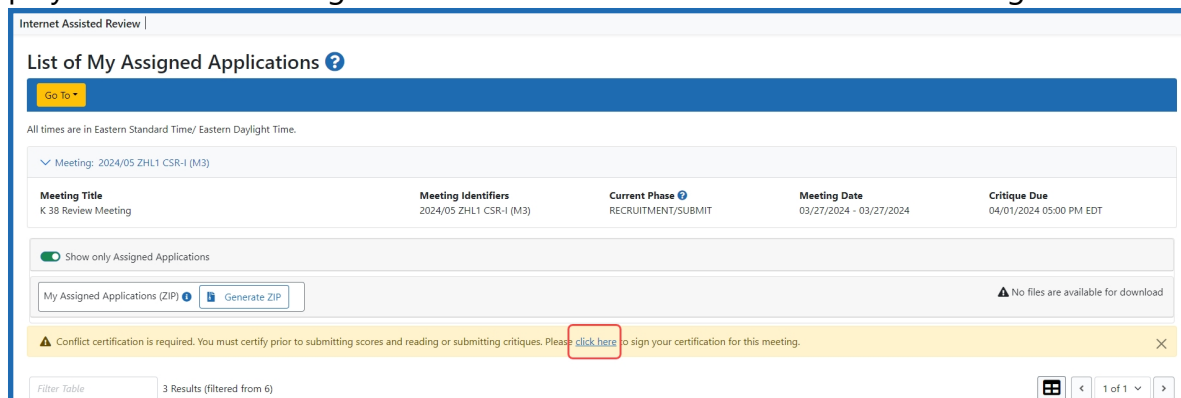 Internet Assisted Review
List of My Assigned Applications
Go To
All times are in Eastern Standard Time/ Eastern Daylight Time.
Meeting: 2024/05 ZHL1 CSR-I (M3)
Meeting Title Meeting Identifiers Current Phase Meeting Date Critique Due
K 38 Review Meeting 2024/05 ZHL1 CSR-I (M3) RECRUITMENT/SUBMIT 03/27/2024 - 03/27/2024 04/01/2024 05:00 PM EDT
Show only Assigned Applications
My Assigned Applications (ZIP) Generate ZIP No files are available for download
Conflict certification is required. You must certify prior to submitting scores and reading or submitting critiques. Please click here to sign your certification for this meeting.
Filter Table 3 Results (filtered from 6) 1 of 1